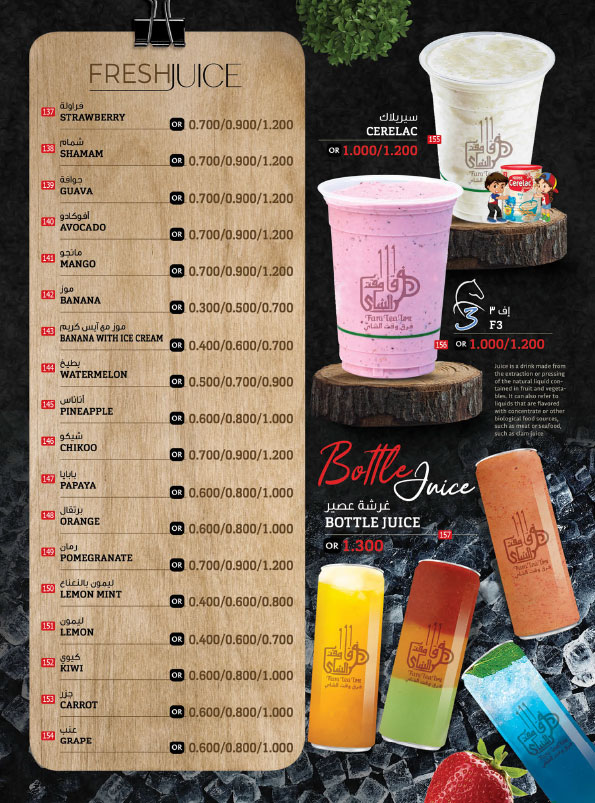 FRESH JUICE
137
فراولة
STRAWBERRY
OR 0.700/0.900/1.200
138
شمام
SHAMAM
OR 0.700/0.900/1.200
139
جوافة
GUAVA
OR 0.700/0.900/1.200
140
أفوكادو
AVOCADO
OR 0.700/0.900/1.200
141
مانجو
MANGO
OR 0.700/0.900/1.200
142
موز
BANANA
OR 0.300/0.500/0.700
143
موز مع آيس كريم
BANANA WITH ICE CREAM
OR 0.400/0.600/0.700
144
بطيخ
WATERMELON
OR 0.500/0.700/0.900
145
أناناس
PINEAPPLE
OR 0.600/0.800/1.000
146
شيكو
CHIKOO
OR 0.700/0.900/1.200
147
بابايا
PAPAYA
OR 0.600/0.800/1.000
148
برتقال
ORANGE
OR 0.600/0.800/1.000
149
رمان
POMEGRANATE
OR 0.700/0.900/1.200
150
ليمون بالنعناع
LEMON MINT
OR 0.400/0.600/0.800
151
ليمون
LEMON
OR 0.400/0.600/0.700
152
كيوي
KIWI
OR 0.600/0.800/1.000
153
جزر
CARROT
OR 0.600/0.800/1.000
154
عنب
GRAPE
OR 0.600/0.800/1.000
سيريلاك
CERELAC
155
OR 1.000/1.200
Fum Tea Time
Cerelac
Fum Tea Time
فرق وقت الشاي
3
إف ٣
F3
156
OR 1.000/1.200
Juice is a drink made from
the extraction or pressing
of the natural liquid con-
tained in fruit and vegeta-
bles. It can also refer to
liquids that are flavored
with concentrate or other
biological food sources,
such as meat or seafood,
such as clam juice.
Bottle Juice
غرشة عصير
BOTTLE JUICE
157
OR 1.300